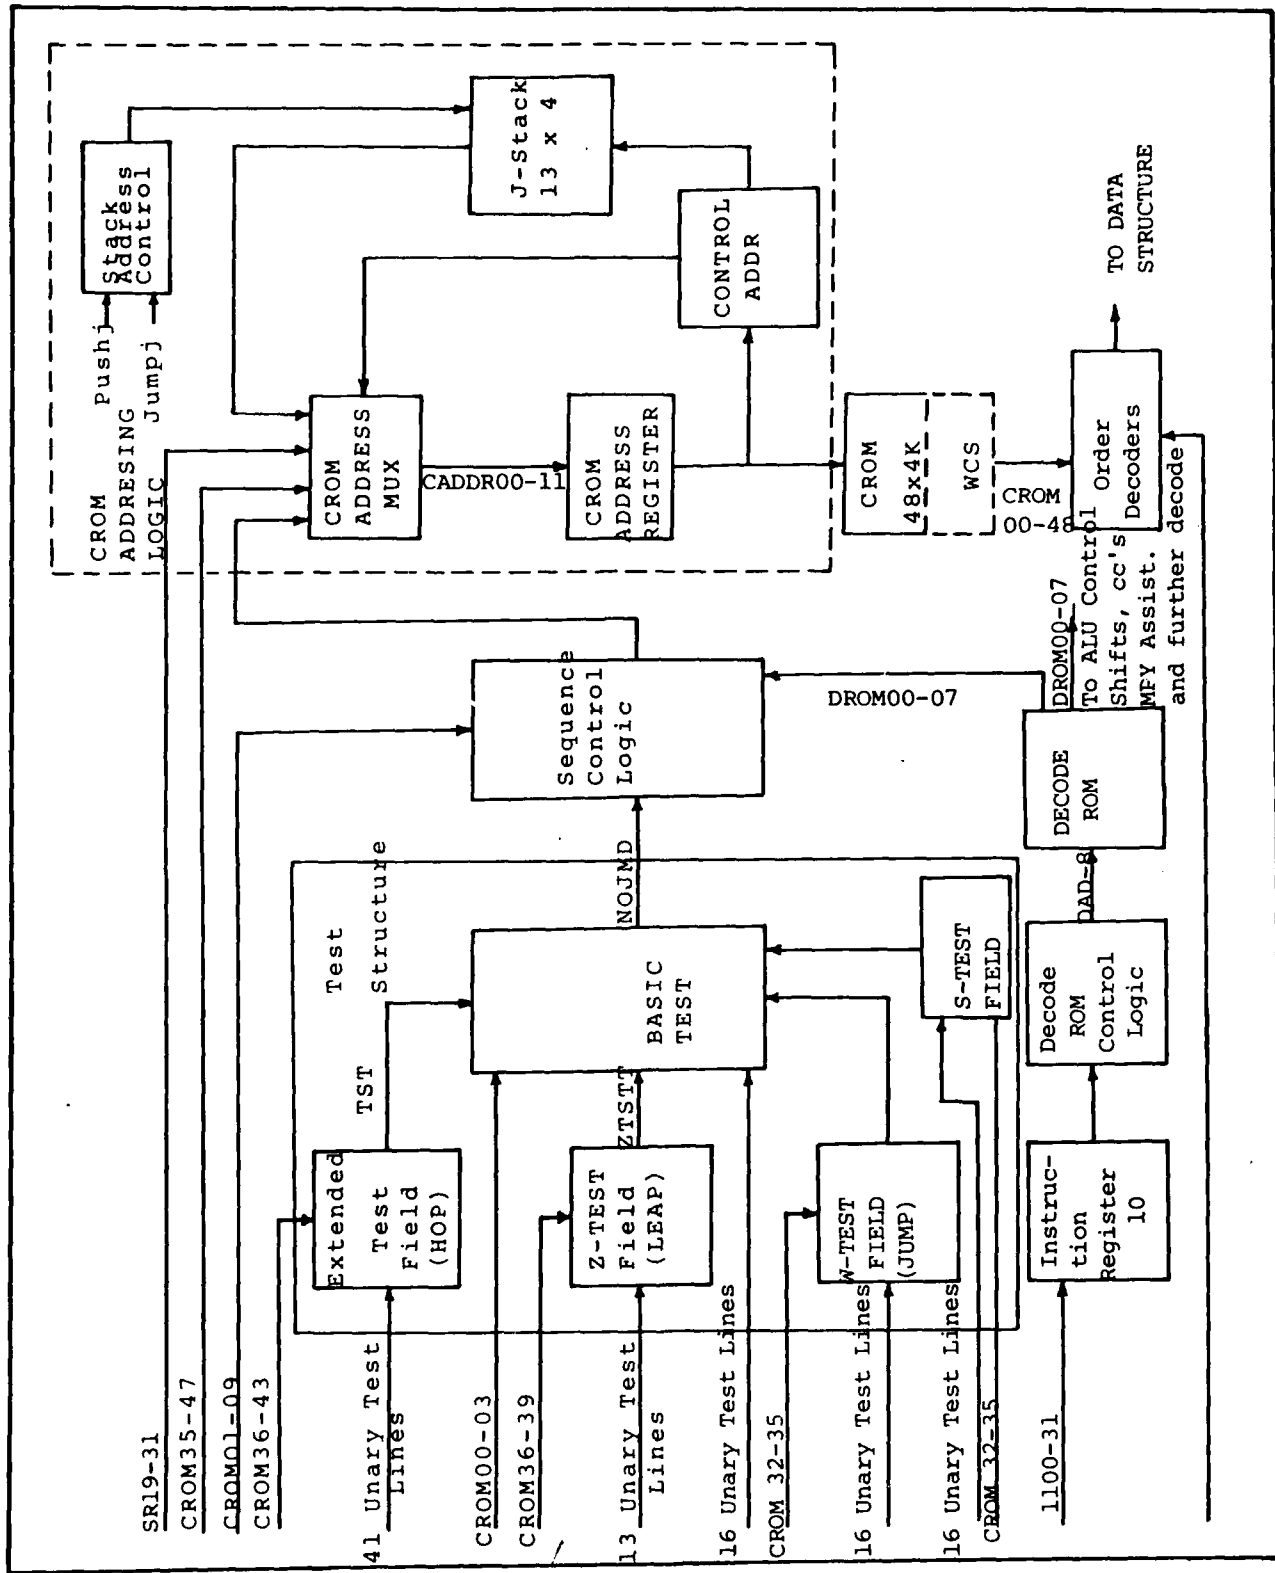 SR19-31
CROM35-47
CROM01-09
CROM36-43
41 Unary Test
Lines
CROM00-03
CROM36-39
13 Unary Test
Lines
16 Unary Test Lines
CROM 32-35
16 Unary Test Lines
16 Unary Test Lines
CROM 32-35
1100-31
Extended
Test
Field
(HOP)
TST
Test
Structure
Z-TEST
Field
(LEAP)
ZTSTT
W-TEST
FIELD
(JUMP)
S-TEST
FIELD
BASIC
TEST
NOJMD
Instruc-
tion
Register
10
Decode
ROM
Control
Logic
DAD-8
DECODE
ROM
DROM00-07
DROM00-07
To ALU Control
Shifts, cc's
MPY Assist.
and further decode
Sequence
Control
Logic
CROM
ADDRESING
LOGIC
Pushj
Jumpj
Stack
Address
Control
CROM
ADDRESS
MUX
CADDR00-11
CROM
ADDRESS
REGISTER
J-Stack
13 x 4
CONTROL
ADDR
CROM
48x4K
WCS
CROM
00-48
Order
Decoders
TO DATA
STRUCTURE